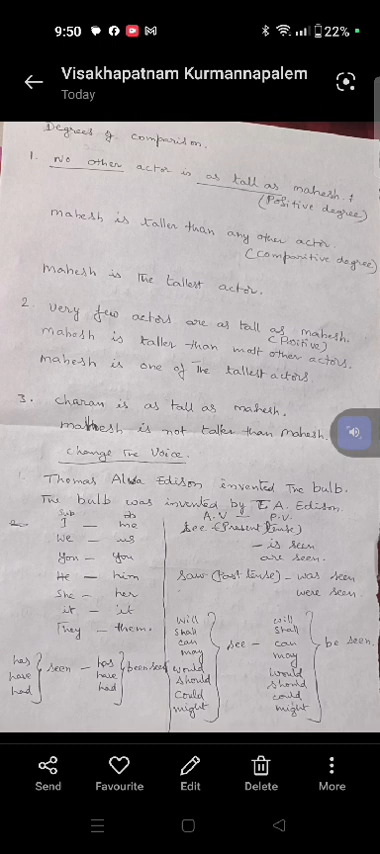 9:50
22%
Visakhapatnam Kurmannapalem
Today
Degrees of comparison.
1. No other actor is as tall as mahesh.
(Positive degree)
mahesh is taller than any other actor.
(Comparitive degree)
mahesh is The tallest actor.
2. very few actors are as tall as mahesh.
(Positive)
mahesh is taller than most other actors.
mahesh is one of The tallest actors.
3. charan is as tall as mahesh.
mahesh is not taller than mahesh.
Change The Voice.
Thomas Alva Edison envented The bulb.
The bulb was invented by T. A. Edison.
Sub
A.V - P.V.
I - me
see (Present tense)
- is seen
are seen.
we - us
you - you
He - him
saw (Past tense) - was seen
were seen.
She - her
it - it
They - them.
will
shall
can
may
would
should
could
might
see -
will
shall
can
may
would
should
could
might
be seen.
has
have
had
seen -
has
have
had
been seen
Send
Favourite
Edit
Delete
More